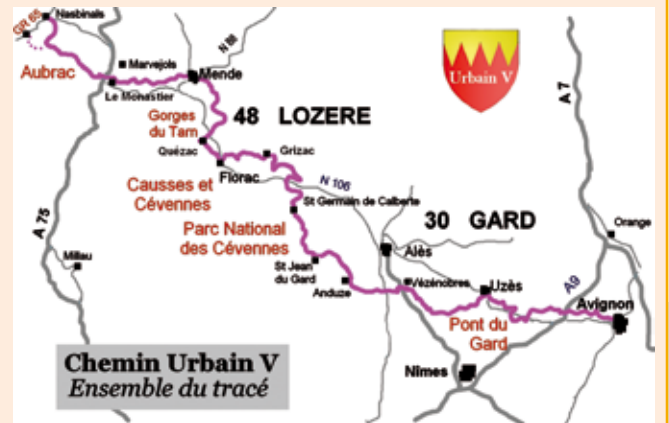 GR 65
Nasbinals
Aubrac
Marvejols
N 88
Mende
Le Monastier
Urbain V
A 7
48 LOZERE
Gorges
du Tarn
Quézac
Grizac
Florac
N 106
Causses et
Cévennes
St Germain de Calberte
Parc National
des Cévennes
30 GARD
A 75
Millau
Alès
Orange
St Jean
du Gard
Anduze
Vézénobres
Uzès
A9
Avignon
Pont du
Gard
Nîmes
Chemin Urbain V
Ensemble du tracé